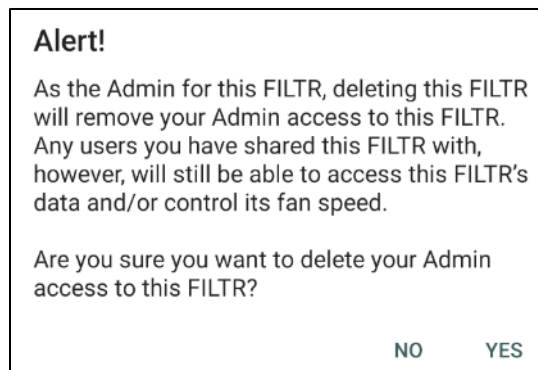 Alert!
As the Admin for this FILTR, deleting this FILTR
will remove your Admin access to this FILTR.
Any users you have shared this FILTR with,
however, will still be able to access this FILTR's
data and/or control its fan speed.
Are you sure you want to delete your Admin
access to this FILTR?
NO YES